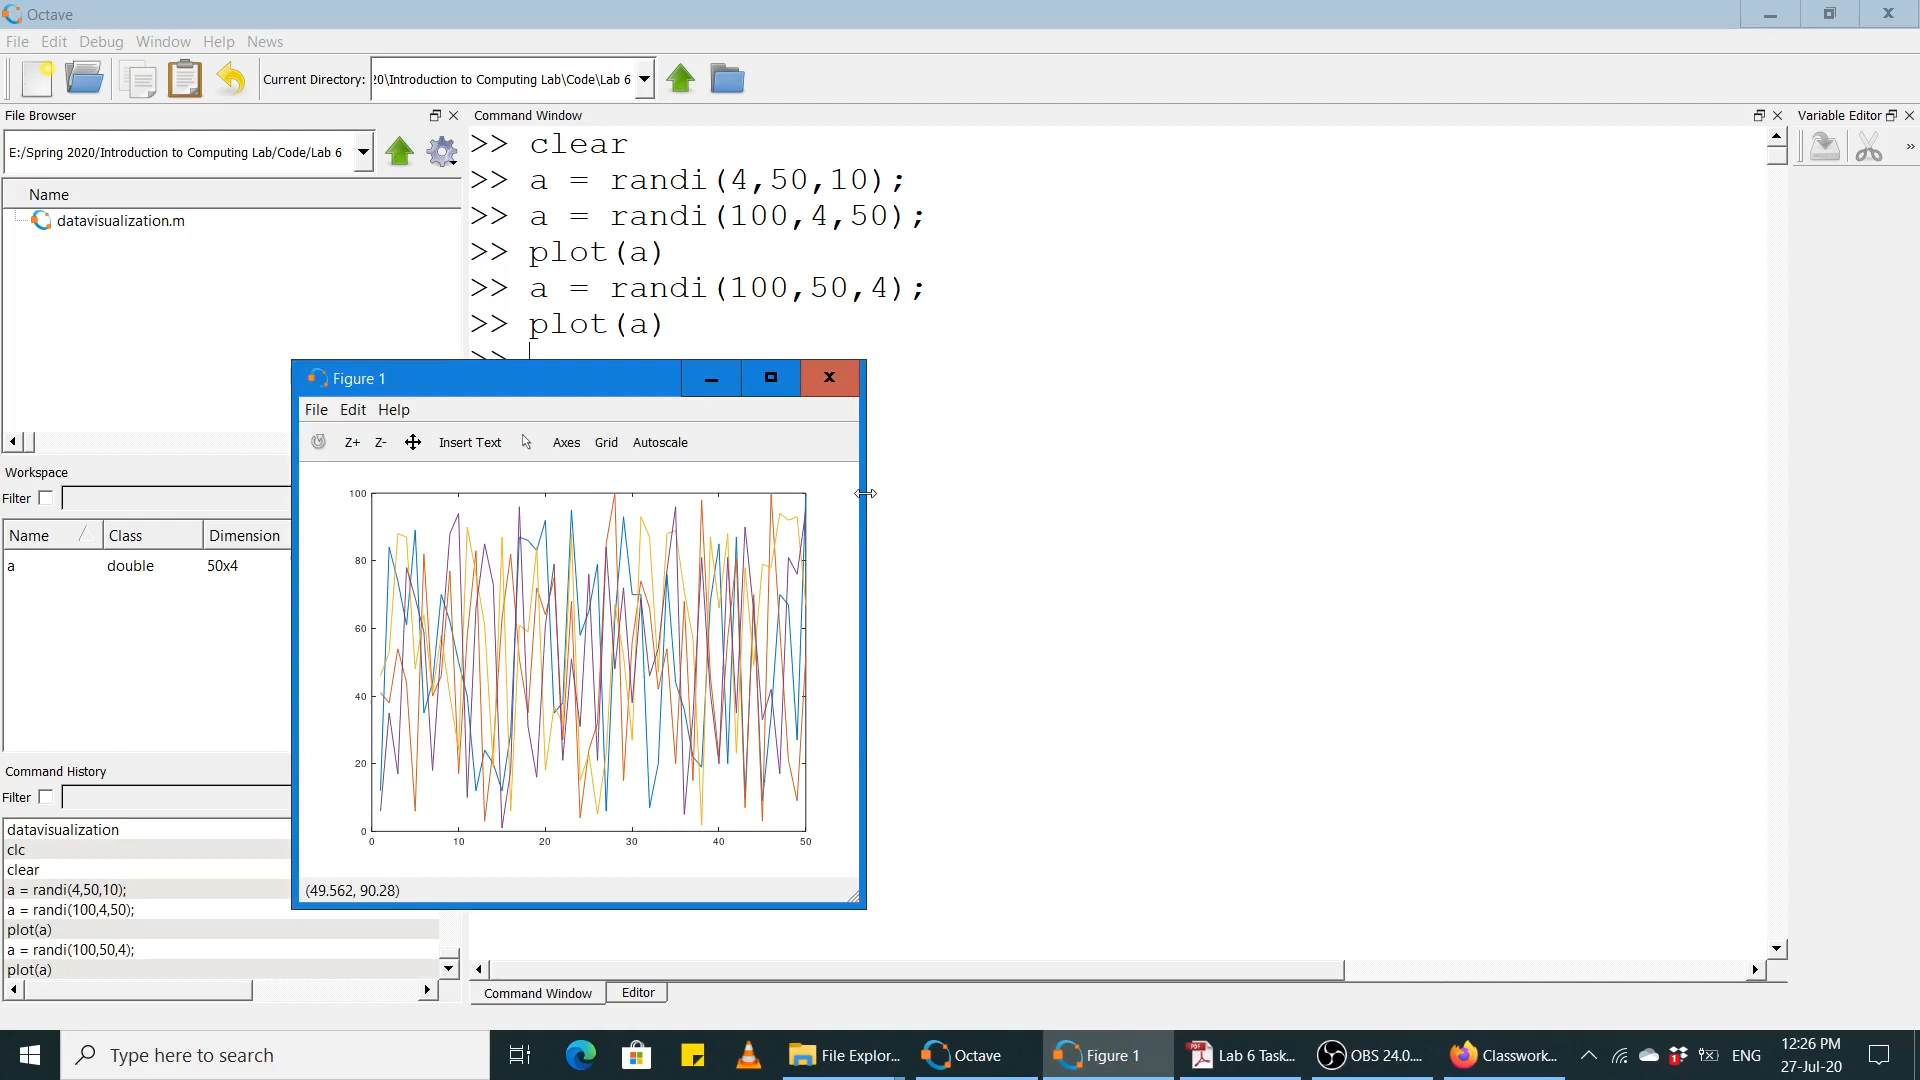 Octave
File Edit Debug Window Help News
Current Directory: ?0\Introduction to Computing Lab\Code\Lab 6
File Browser
Command Window
Variable Editor
E:/Spring 2020/Introduction to Computing Lab/Code/Lab 6
»
Name
datavisualization.m
>> clear
>> a = randi(4,50,10);
>> a = randi(100,4,50);
>> plot(a)
>> a = randi(100,50,4);
>> plot(a)
>>
Figure 1
File Edit Help
Z+ Z- Insert Text Axes Grid Autoscale
100
80
60
40
20
0
0 10 20 30 40 50
(49.562, 90.28)
Workspace
Filter
Name Class Dimension
a double 50x4
Command History
Filter
datavisualization
clc
clear
a = randi(4,50,10);
a = randi(100,4,50);
plot(a)
a = randi(100,50,4);
plot(a)
Command Window Editor
Type here to search
File Explor...
Octave
Figure 1
PDF
Lab 6 Task...
OBS 24.0....
Classwork...
1
ENG
12:26 PM
27-Jul-20